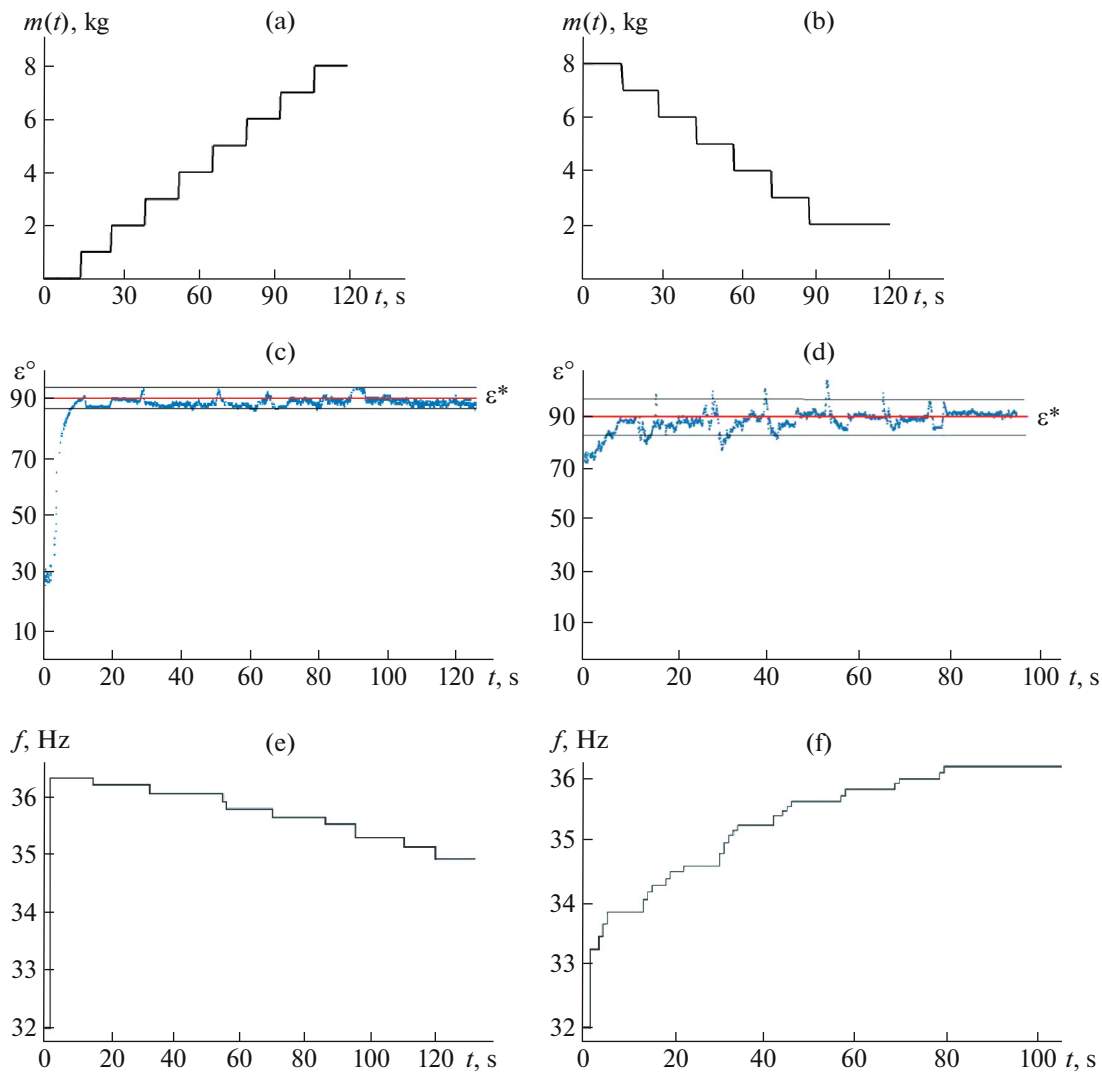 m(t), kg (a)
8
6
4
2
0 30 60 90 120 t, s
m(t), kg (b)
8
6
4
2
0 30 60 90 120 t, s
(c)
ε°
90
70
50
30
10
ε*
0 20 40 60 80 100 120 t, s
(d)
ε°
90
70
50
30
10
ε*
0 20 40 60 80 100 t, s
f, Hz (e)
36
35
34
33
32
0 20 40 60 80 100 120 t, s
f, Hz (f)
36
35
34
33
32
0 20 40 60 80 100 t, s